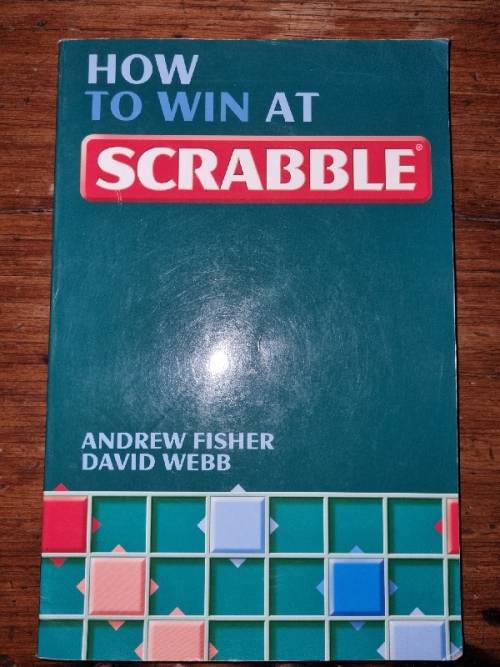 HOW
TO WIN AT
SCRABBLE®
ANDREW FISHER
DAVID WEBB